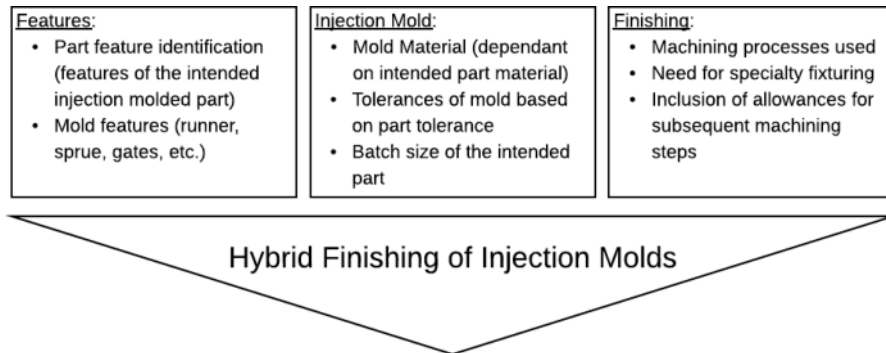 Features:
• Part feature identification
(features of the intended
injection molded part)
• Mold features (runner,
sprue, gates, etc.)
Injection Mold:
• Mold Material (dependant
on intended part material)
• Tolerances of mold based
on part tolerance
• Batch size of the intended
part
Finishing:
• Machining processes used
• Need for specialty fixturing
• Inclusion of allowances for
subsequent machining
steps
Hybrid Finishing of Injection Molds